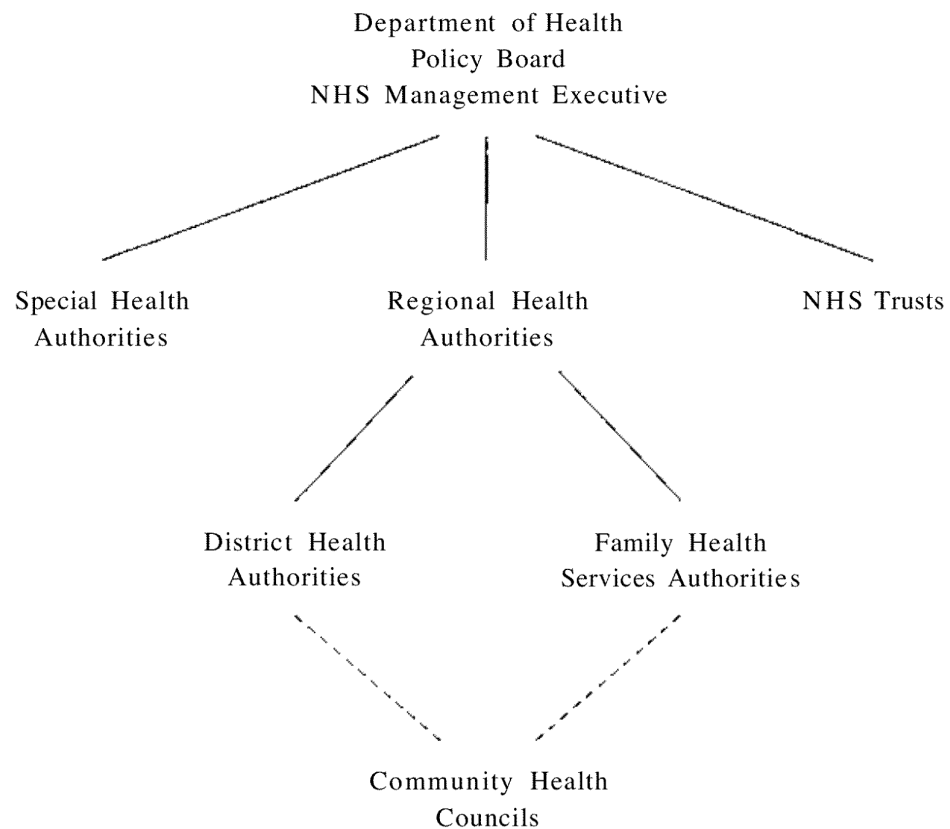 Department of Health
Policy Board
NHS Management Executive
Special Health
Authorities
Regional Health
Authorities
NHS Trusts
District Health
Authorities
Family Health
Services Authorities
Community Health
Councils